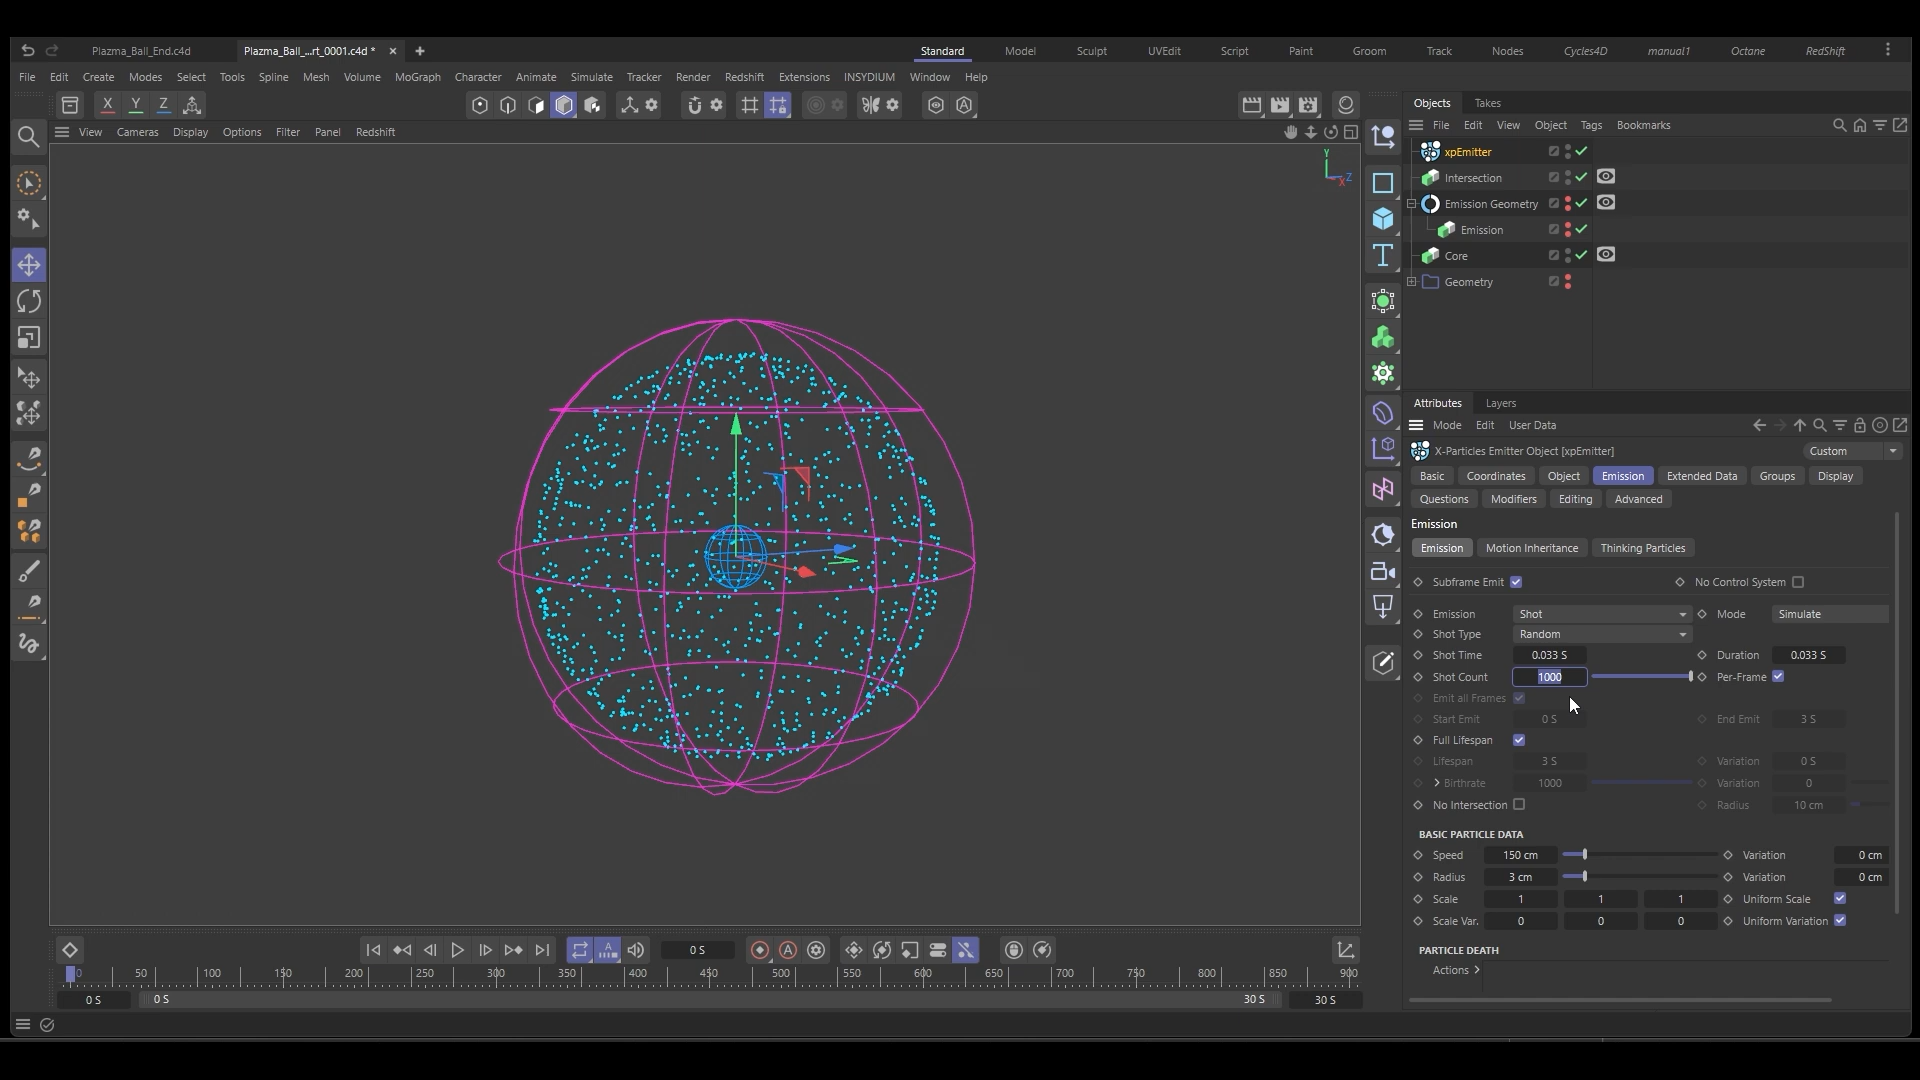 Plazma_Ball_End.c4d Plazma_Ball_...rt_0001.c4d * Standard Model Sculpt UVEdit Script Paint Groom Track Nodes Cycles4D manual1 Octane RedShift
File Edit Create Modes Select Tools Spline Mesh Volume MoGraph Character Animate Simulate Tracker Render Redshift Extensions INSYDIUM Window Help
X Y Z
Objects Takes
View Cameras Display Options Filter Panel Redshift
File Edit View Object Tags Bookmarks
xpEmitter
Y
Z
X
Intersection
Emission Geometry
Emission
Core
Geometry
Attributes Layers
Mode Edit User Data
X-Particles Emitter Object [xpEmitter] Custom
Basic Coordinates Object Emission Extended Data Groups Display
Questions Modifiers Editing Advanced
Emission
Emission Motion Inheritance Thinking Particles
Subframe Emit No Control System
Emission Shot Mode Simulate
Shot Type Random
Shot Time 0.033 S Duration 0.033 S
Shot Count 1000 Per-Frame
Emit all Frames
Start Emit 0 S End Emit 3 S
Full Lifespan
Lifespan 3 S Variation 0 S
Birthrate 1000 Variation 0
No Intersection Radius 10 cm
BASIC PARTICLE DATA
Speed 150 cm Variation 0 cm
Radius 3 cm Variation 0 cm
Scale 1 1 1 Uniform Scale
Scale Var. 0 0 0 Uniform Variation
PARTICLE DEATH
Actions
0 S
0 50 100 150 200 250 300 350 400 450 500 550 600 650 700 750 800 850 900
0 S 0 S 30 S 30 S